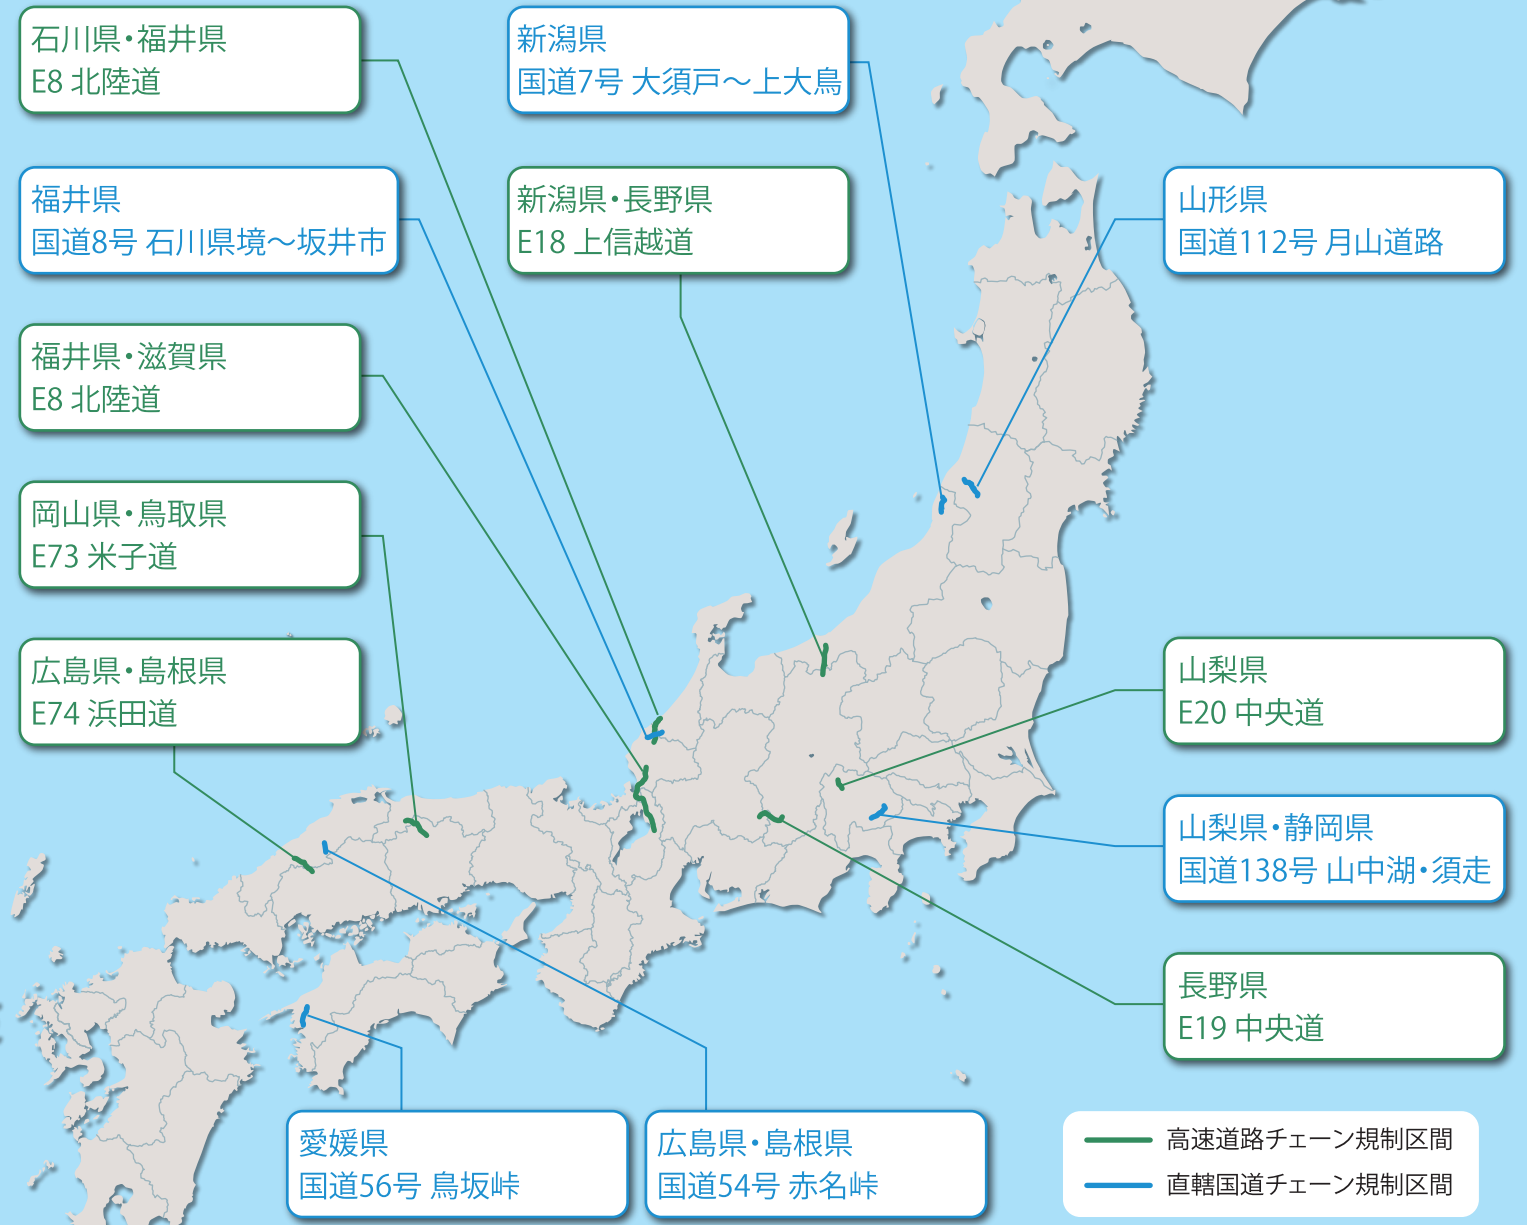 石川県・福井県
E8 北陸道
新潟県
国道7号 大須戸～上大鳥
福井県
国道8号 石川県境～坂井市
新潟県・長野県
E18 上信越道
山形県
国道112号 月山道路
福井県・滋賀県
E8 北陸道
岡山県・鳥取県
E73 米子道
広島県・島根県
E74 浜田道
山梨県
E20 中央道
山梨県・静岡県
国道138号 山中湖・須走
長野県
E19 中央道
愛媛県
国道56号 鳥坂峠
広島県・島根県
国道54号 赤名峠
高速道路チェーン規制区間
直轄国道チェーン規制区間